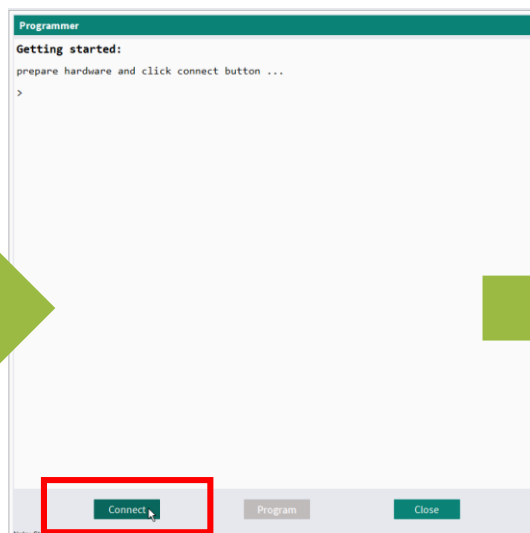 Programmer
Getting started:
prepare hardware and click connect button ...
>
Connect
Program
Close